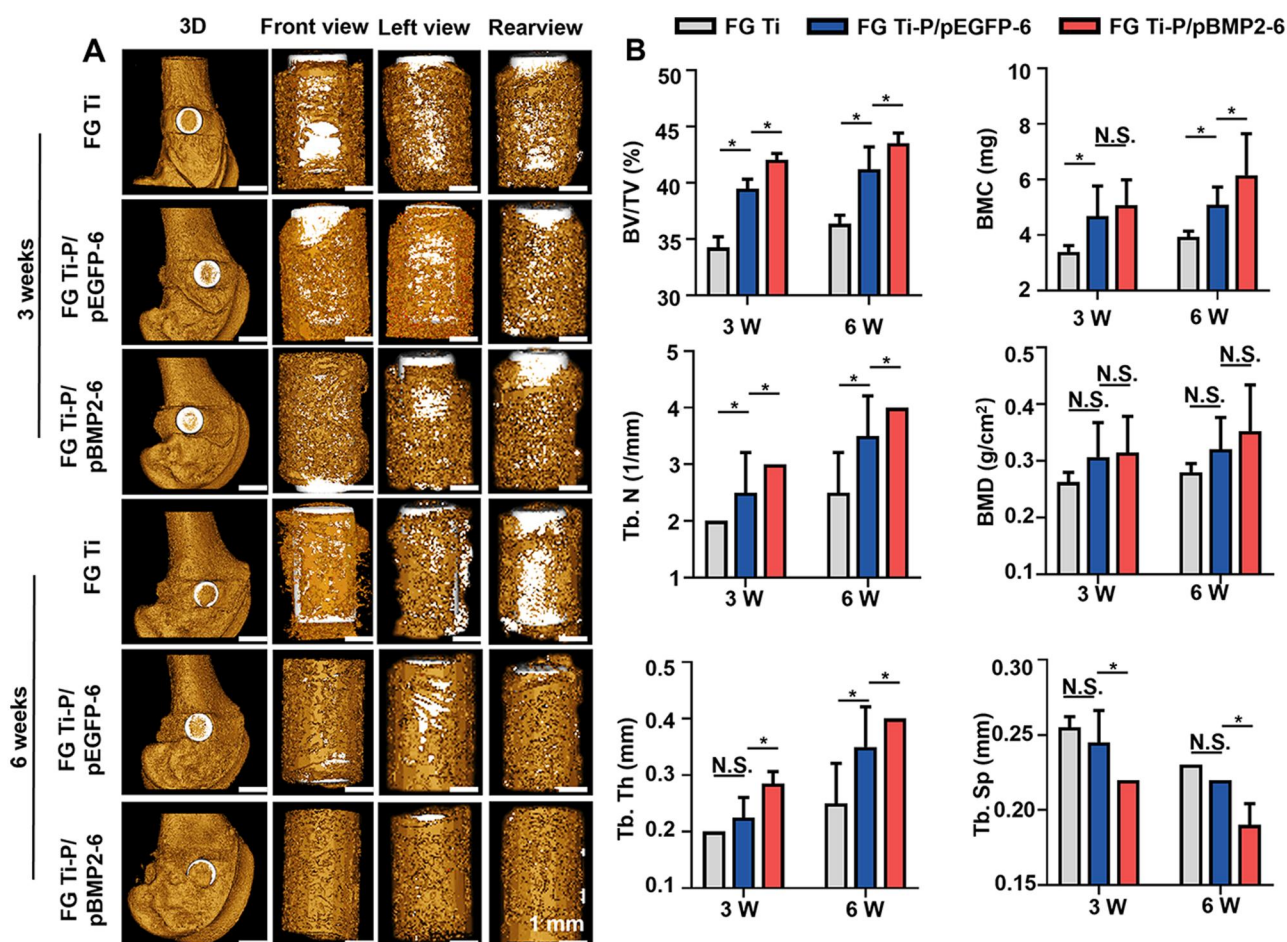 A
3D
Front view
Left view
Rearview
3 weeks
FG Ti
FG Ti-P/
pEGFP-6
FG Ti-P/
pBMP2-6
6 weeks
FG Ti
FG Ti-P/
pEGFP-6
FG Ti-P/
pBMP2-6
1 mm
B
FG Ti
FG Ti-P/pEGFP-6
FG Ti-P/pBMP2-6
BV/TV (%)
50
45
40
35
30
* *
* *
3 W
6 W
BMC (mg)
10
8
6
4
2
* N.S.
* *
3 W
6 W
Tb. N (1/mm)
5
4
3
2
1
* *
* *
3 W
6 W
BMD (g/cm²)
0.5
0.4
0.3
0.2
0.1
N.S. N.S.
N.S. N.S.
3 W
6 W
Tb. Th (mm)
0.5
0.4
0.3
0.2
0.1
N.S. *
* *
3 W
6 W
Tb. Sp (mm)
0.30
0.25
0.20
0.15
N.S. *
N.S. *
3 W
6 W